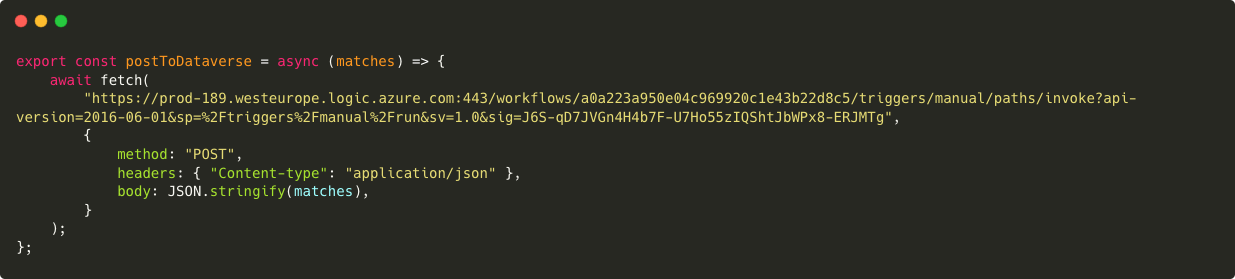 export const postToDataverse = async (matches) => {
    await fetch(
        "https://prod-189.westeurope.logic.azure.com:443/workflows/a0a223a950e04c969920c1e43b22d8c5/triggers/manual/paths/invoke?api-
version=2016-06-01&sp=%2Ftriggers%2Fmanual%2Frun&sv=1.0&sig=J6S-qD7JVGn4H4b7F-U7Ho55zIQShtJbWPx8-ERJMTg",
        {
            method: "POST",
            headers: { "Content-type": "application/json" },
            body: JSON.stringify(matches),
        }
    );
};